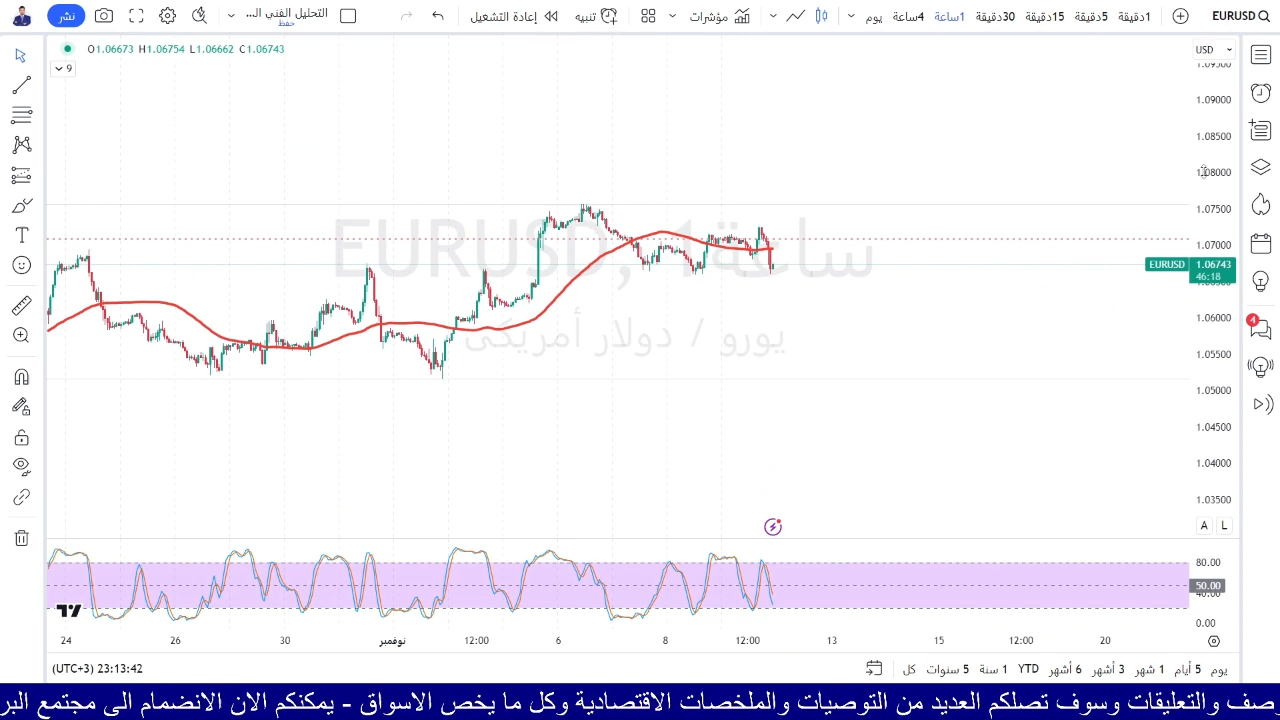 نشر
التحليل الفني الـ...
حفظ
إعادة التشغيل
تنبيه
مؤشرات
يوم
4ساعة
1ساعة
30دقيقة
15دقيقة
5دقيقة
1دقيقة
EURUSD
O1.06673 H1.06754 L1.06662 C1.06743
9
USD
1.09000
1.08500
1.08000
1.07500
1.07000
EURUSD 1.06743
46:18
1.06000
1.05500
1.05000
1.04500
1.04000
1.03500
EURUSD, 1ساعة
يورو / دولار أمريكي
4
A L
80.00
50.00
40.00
0.00
24 26 30 نوفمبر 12:00 6 8 12:00 13 15 12:00 20
23:13:42 (UTC+3)
يوم 5 أيام 1 شهر 3 أشهر 6 أشهر YTD 1 سنة 5 سنوات كل
وصف والتعليقات وسوف تصلكم العديد من التوصيات والملخصات الاقتصادية وكل ما يخص الاسواق - يمكنكم الان الانضمام الى مجتمع البر